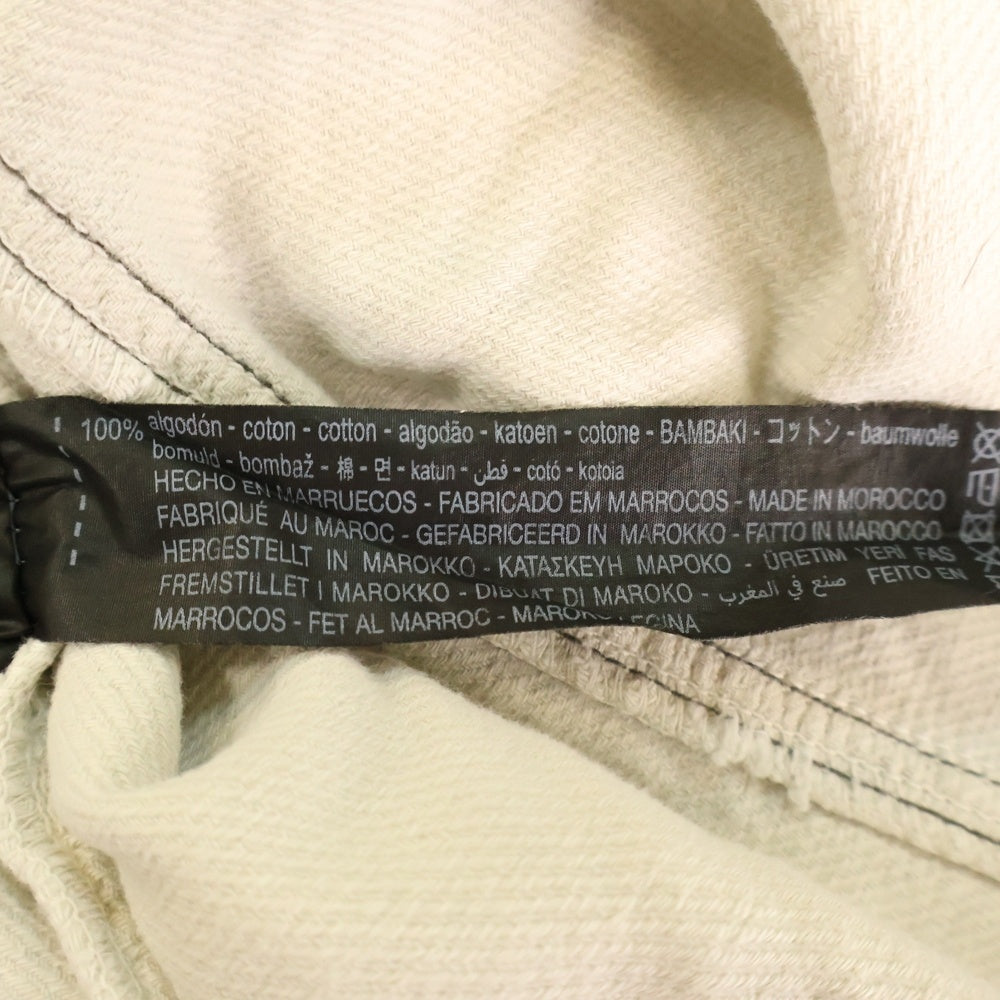 100% algodón - coton - cotton - algodão - katoen - cotone - BAMBAKI - コットン - baumwolle
bomuld - bombaž - 棉 - 면 - katun - قطن - cotó - kotoia
HECHO EN MARRUECOS - FABRICADO EM MARROCOS - MADE IN MOROCCO
FABRIQUÉ AU MAROC - GEFABRICEERD IN MAROKKO - FATTO IN MAROCCO
HERGESTELLT IN MAROKKO - ΚΑΤΑΣΚΕΥΗ ΜΑΡΟΚΟ - ÜRETIM YERI FAS
FREMSTILLET I MAROKKO - DIBUAT DI MAROKO - صنع في المغرب FEITO EN
MARROCOS - FET AL MARROC -